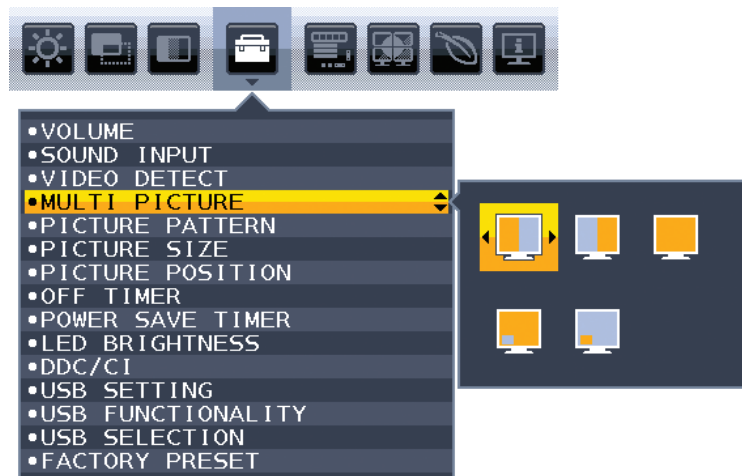 •VOLUME
•SOUND INPUT
•VIDEO DETECT
•MULTI PICTURE
•PICTURE PATTERN
•PICTURE SIZE
•PICTURE POSITION
•OFF TIMER
•POWER SAVE TIMER
•LED BRIGHTNESS
•DDC/CI
•USB SETTING
•USB FUNCTIONALITY
•USB SELECTION
•FACTORY PRESET